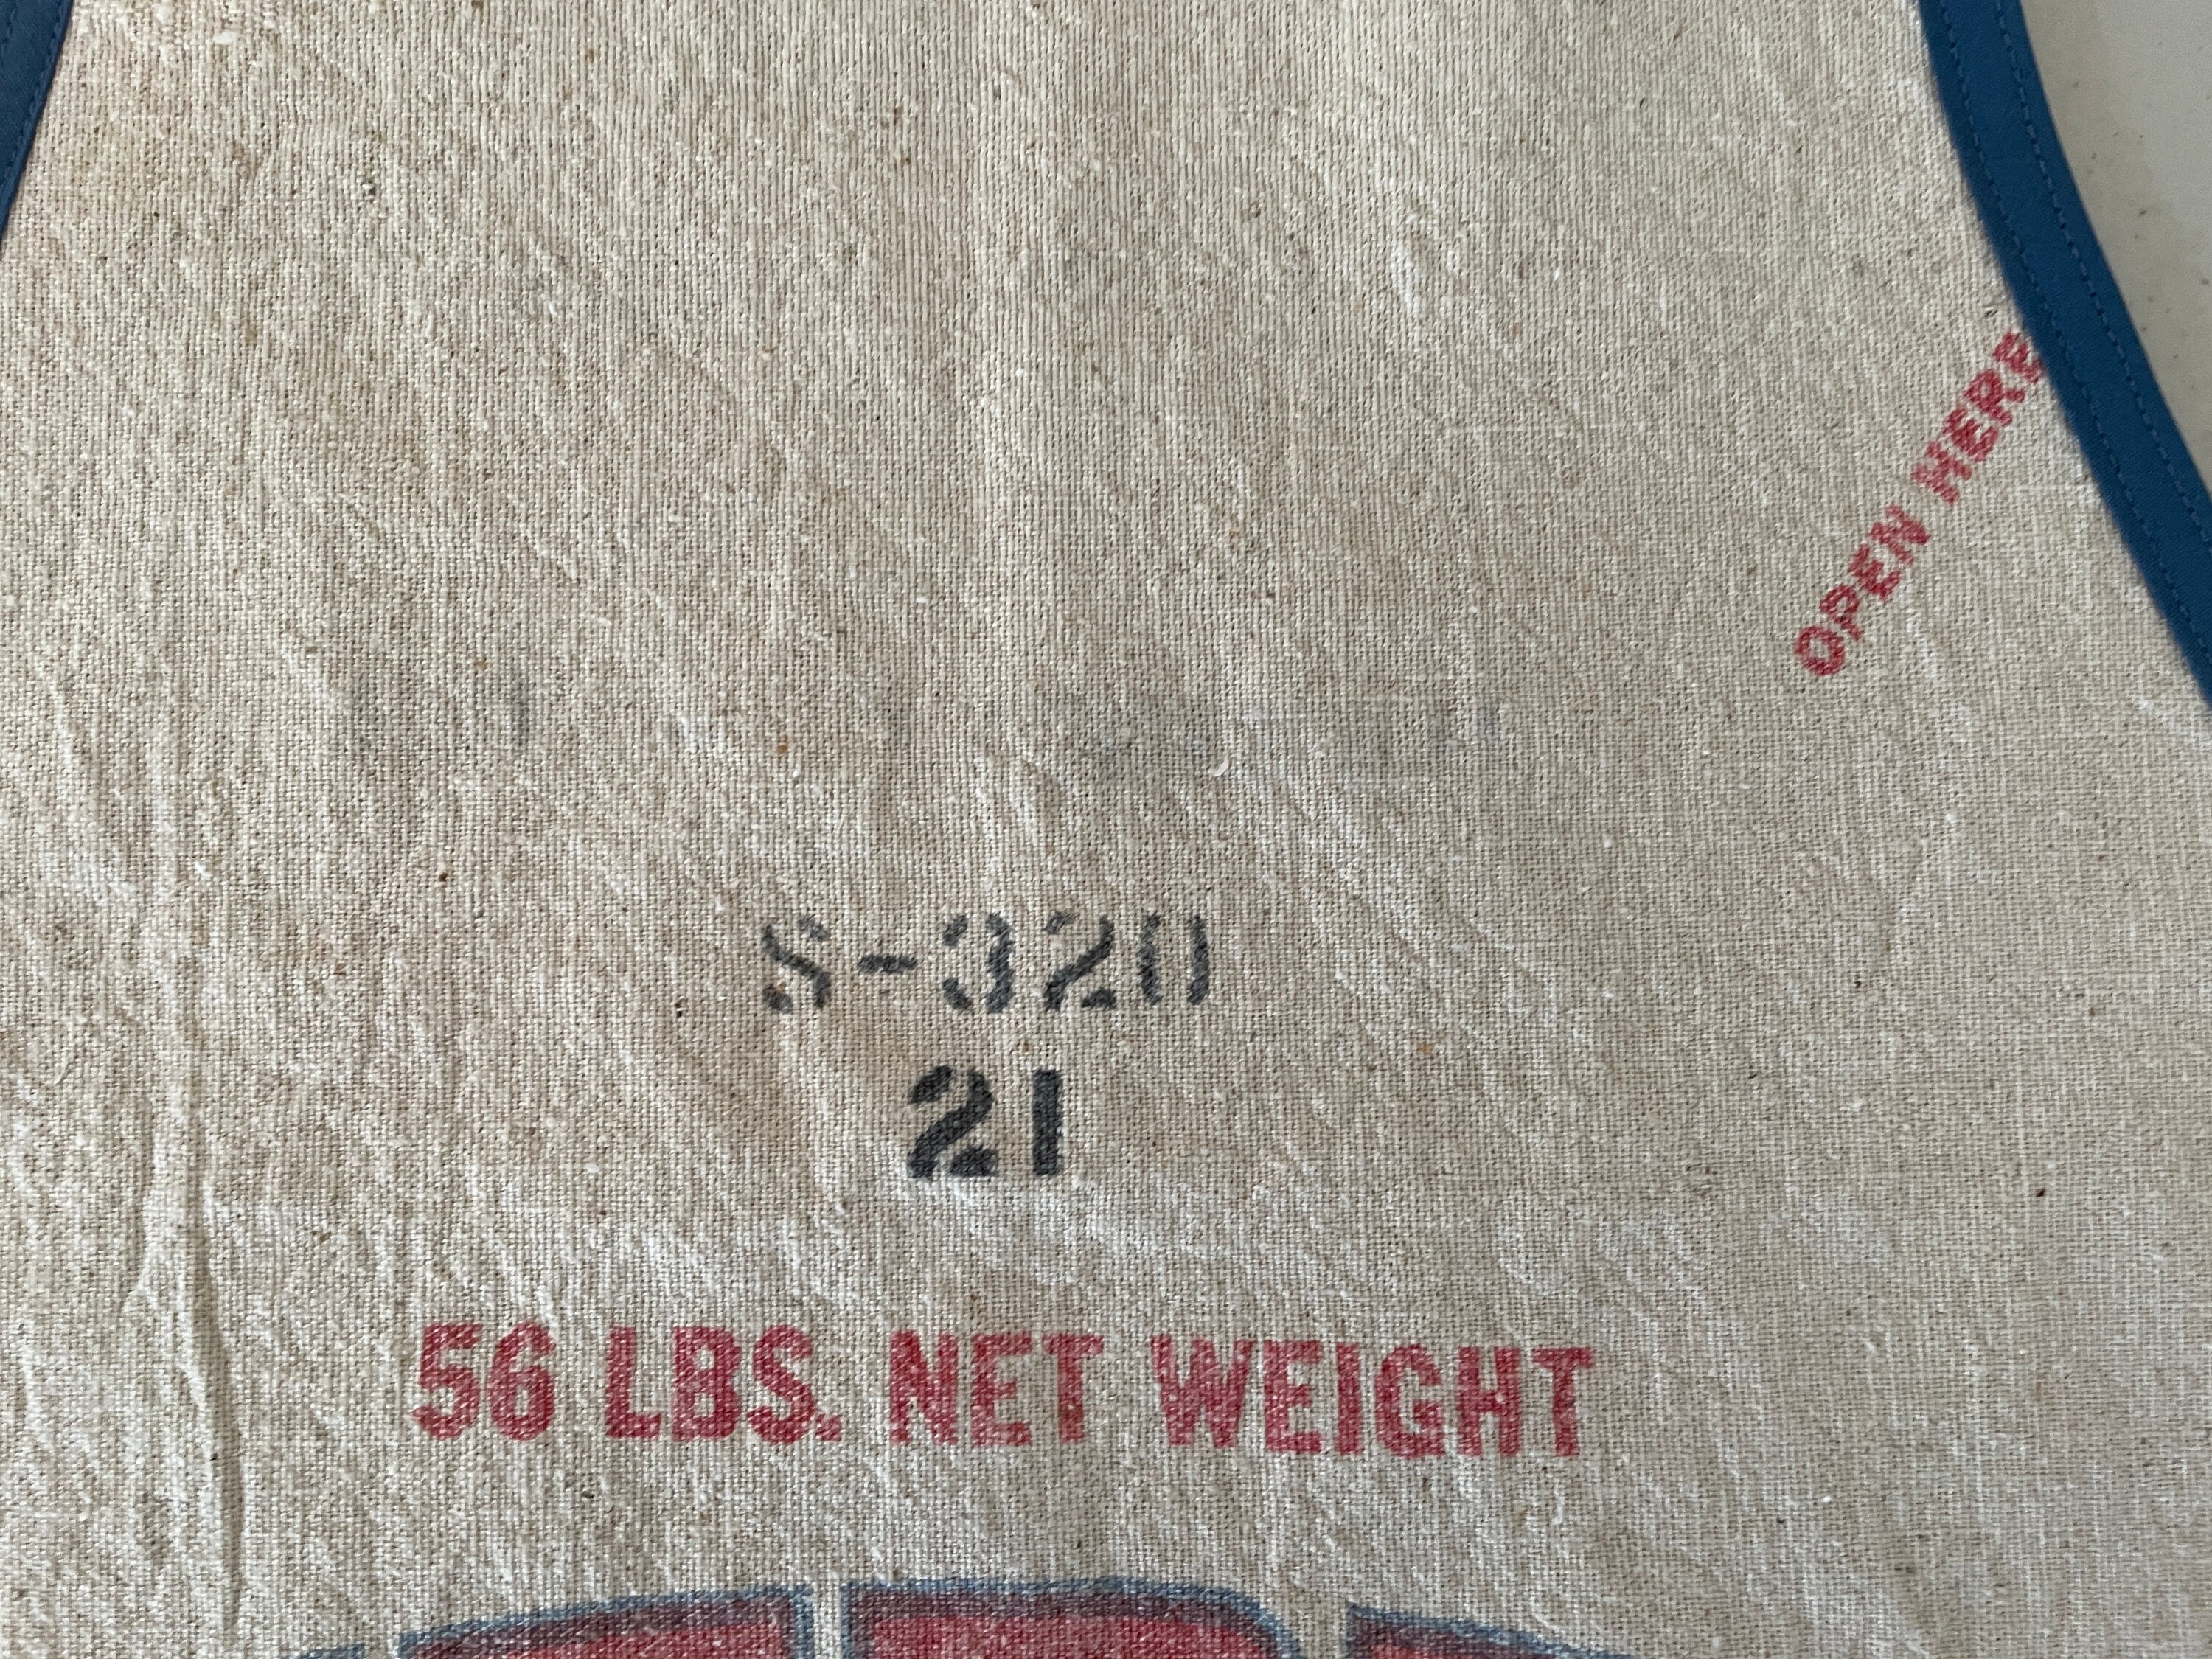 OPEN HERE
S-320
21
56 LBS. NET WEIGHT